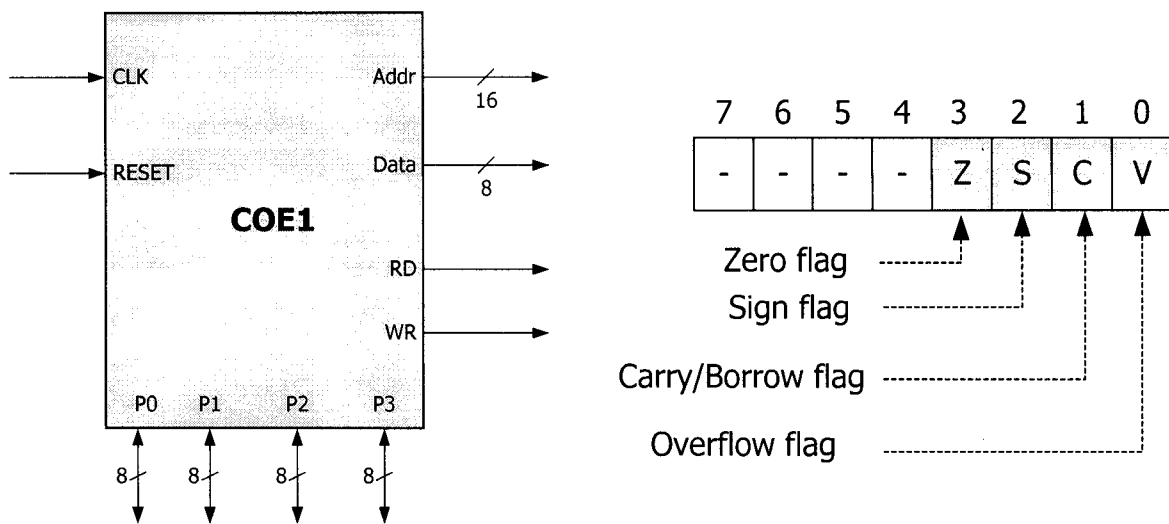 CLK
Addr
16
RESET
Data
8
COE1
RD
WR
P0 P1 P2 P3
8 8 8 8
7 6 5 4 3 2 1 0
- - - - Z S C V
Zero flag
Sign flag
Carry/Borrow flag
Overflow flag